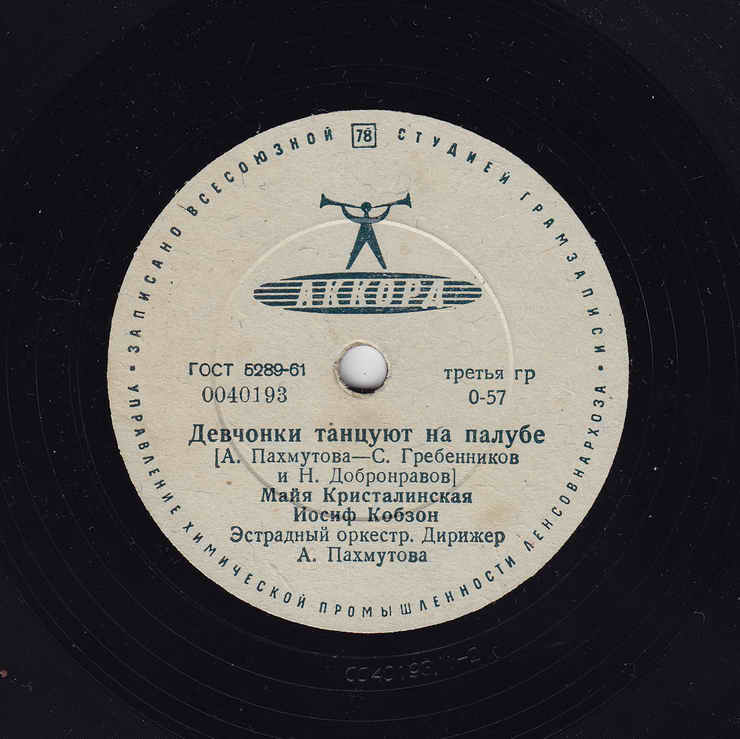 ЗАПИСАНО ВСЕСОЮЗНОЙ 78 СТУДИЕЙ ГРАМЗАПИСИ
АККОРД
ГОСТ 5289-61
третья гр
0040193
0-57
Девчонки танцуют на палубе
[А. Пахмутова—С. Гребенников
и Н. Добронравов]
Майя Кристалинская
Иосиф Кобзон
Эстрадный оркестр. Дирижер
А. Пахмутова
• УПРАВЛЕНИЕ ХИМИЧЕСКОЙ ПРОМЫШЛЕННОСТИ ЛЕНСОВНАРХОЗА •